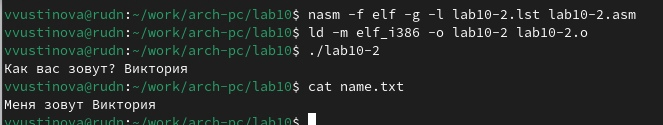 vvustinova@rudn:~/work/arch-pc/lab10$ nasm -f elf -g -l lab10-2.lst lab10-2.asm
vvustinova@rudn:~/work/arch-pc/lab10$ ld -m elf_i386 -o lab10-2 lab10-2.o
vvustinova@rudn:~/work/arch-pc/lab10$ ./lab10-2
Как вас зовут? Виктория
vvustinova@rudn:~/work/arch-pc/lab10$ cat name.txt
Меня зовут Виктория
vvustinova@rudn:~/work/arch-pc/lab10$